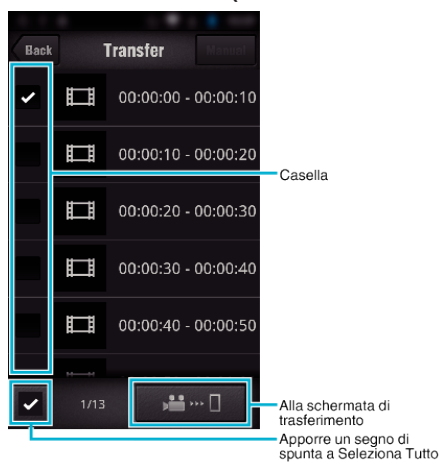 Back
Transfer
Manual
00:00:00 - 00:00:10
00:00:10 - 00:00:20
Casella
00:00:20 - 00:00:30
00:00:30 - 00:00:40
00:00:40 - 00:00:50
1/13
Alla schermata di
trasferimento
Apporre un segno di
spunta a Seleziona Tutto